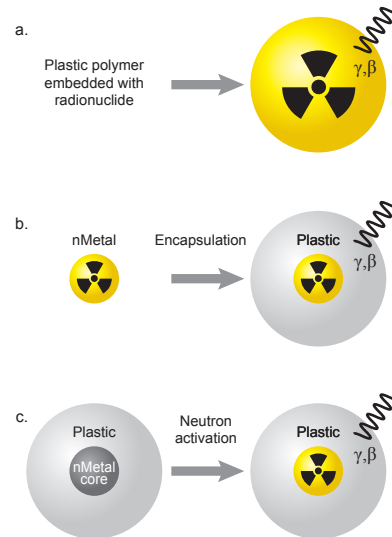 a.
Plastic polymer
embedded with
radionuclide
γ,β
b.
nMetal
Encapsulation
Plastic
γ,β
c.
Plastic
nMetal
core
Neutron
activation
Plastic
γ,β